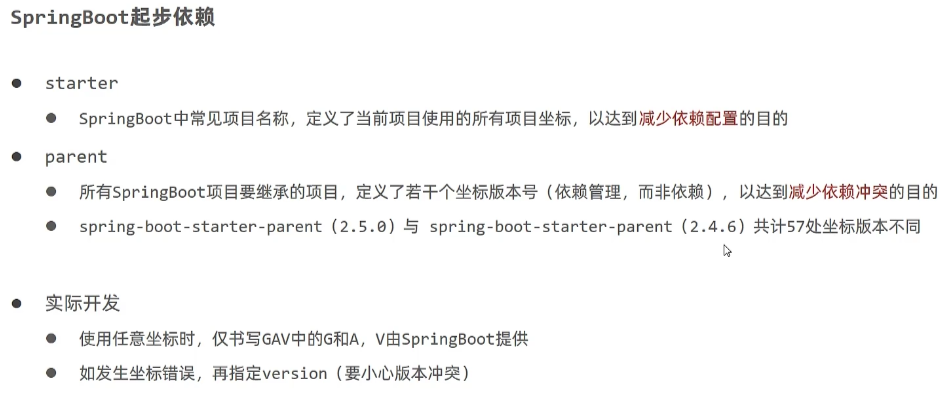 SpringBoot起步依赖
starter
SpringBoot中常见项目名称，定义了当前项目使用的所有项目坐标，以达到减少依赖配置的目的
parent
所有SpringBoot项目要继承的项目，定义了若干个坐标版本号（依赖管理，而非依赖），以达到减少依赖冲突的目的
spring-boot-starter-parent（2.5.0）与 spring-boot-starter-parent（2.4.6）共计57处坐标版本不同
实际开发
使用任意坐标时，仅书写GAV中的G和A，V由SpringBoot提供
如发生坐标错误，再指定version（要小心版本冲突）